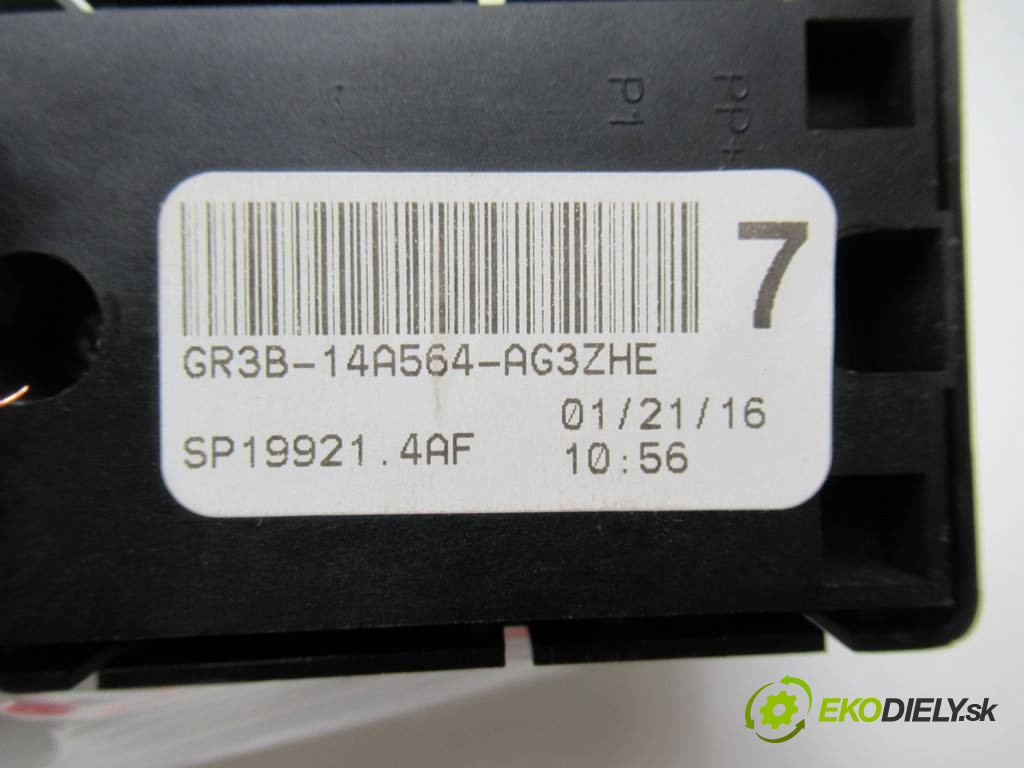 P1
PP+
7
GR3B-14A564-AG3ZHE
01/21/16
SP19921.4AF
10:56
EKODIELY.sk